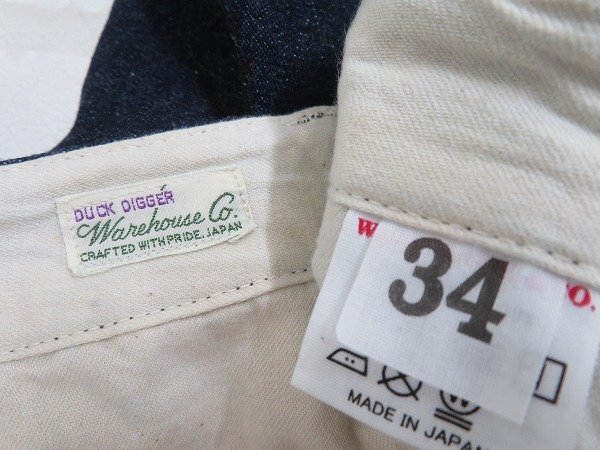 DUCK DIGGER
Warehouse Co.
CRAFTED WITH PRIDE, JAPAN
34
MADE IN JAPAN